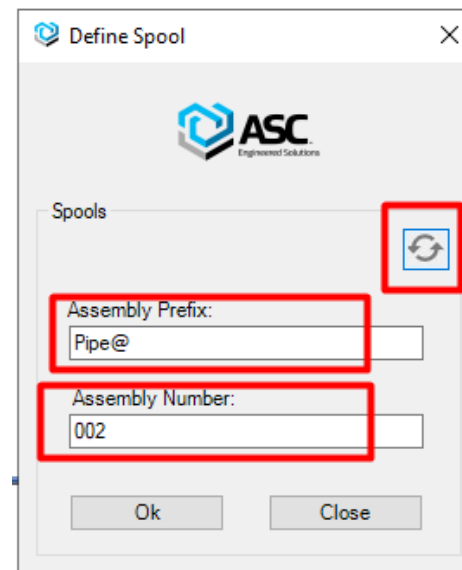 Define Spool
ASC
Engineered Solutions
Spools
Assembly Prefix:
Pipe@
Assembly Number:
002
Ok Close